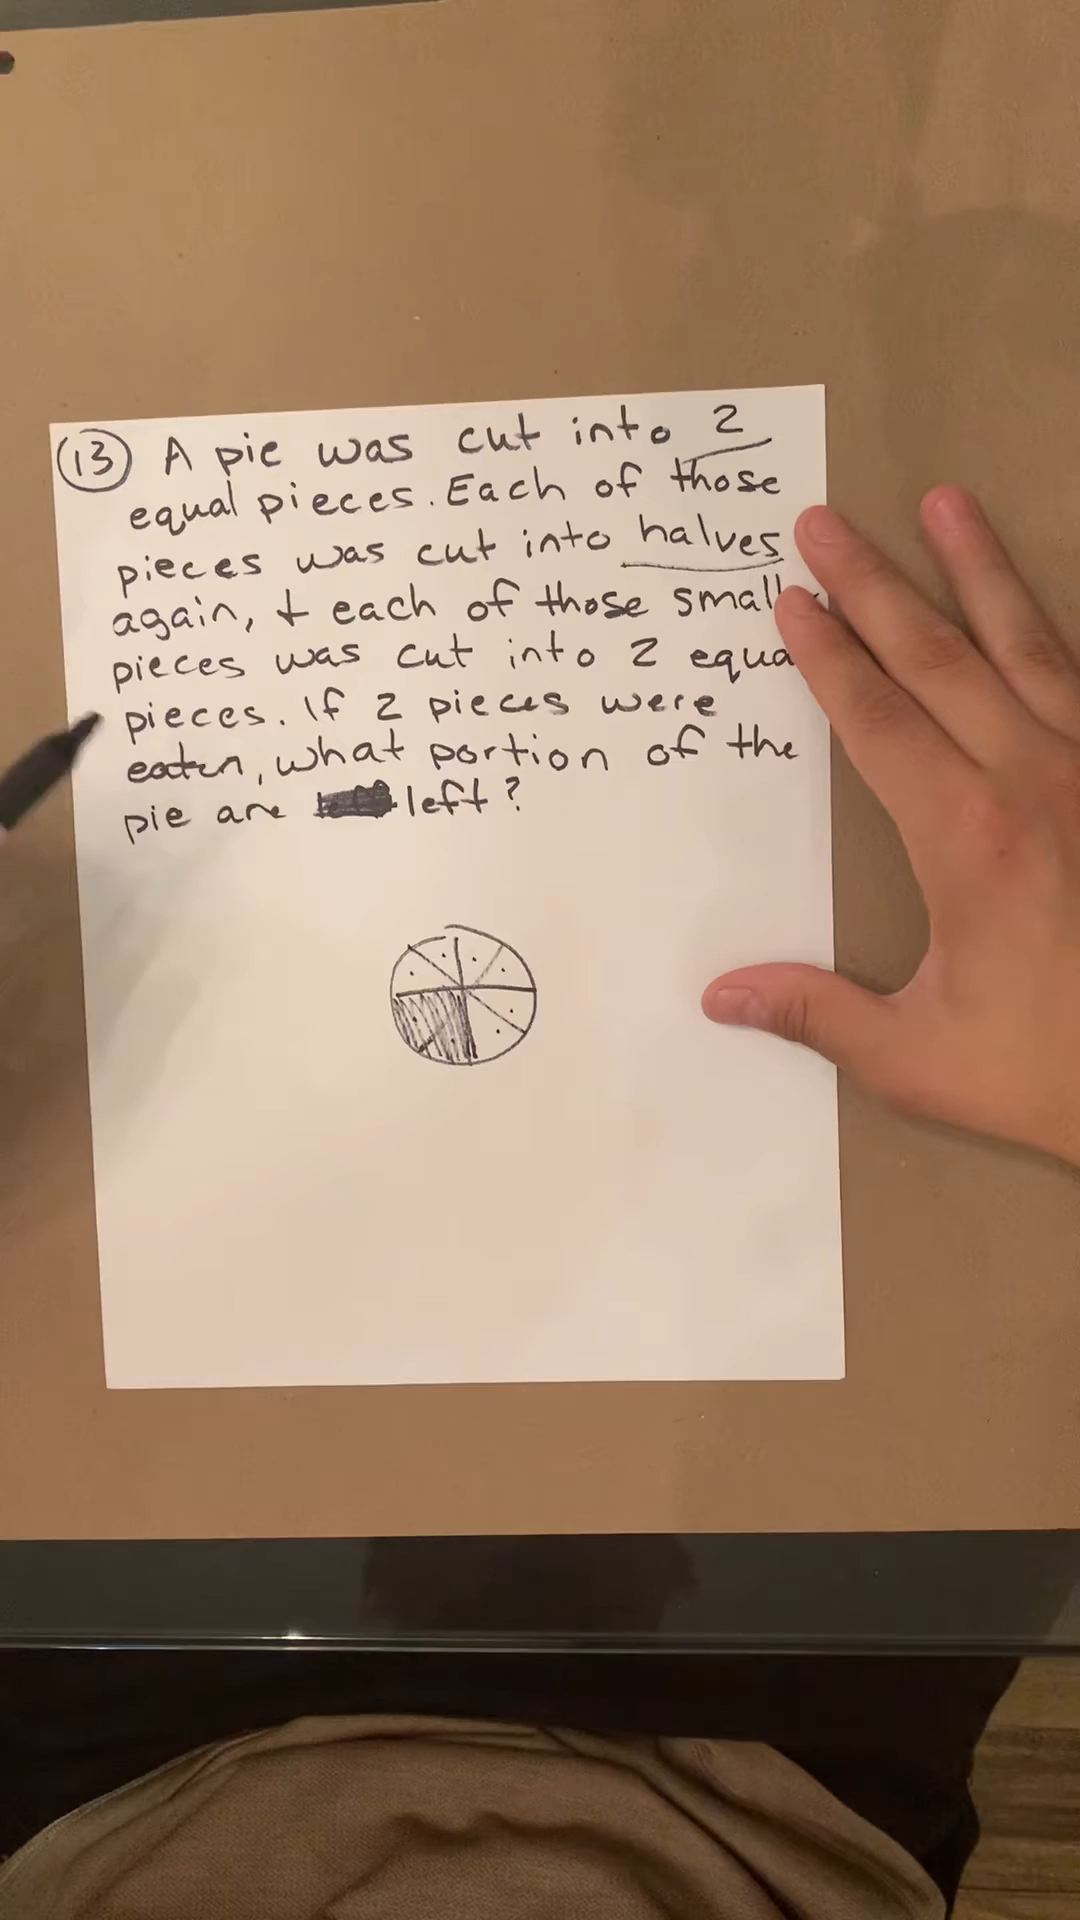 13 A pie was cut into 2
equal pieces. Each of those
pieces was cut into halves
again, + each of those small
pieces was cut into 2 equa
pieces. If 2 pieces were
eaten, what portion of the
pie are left?